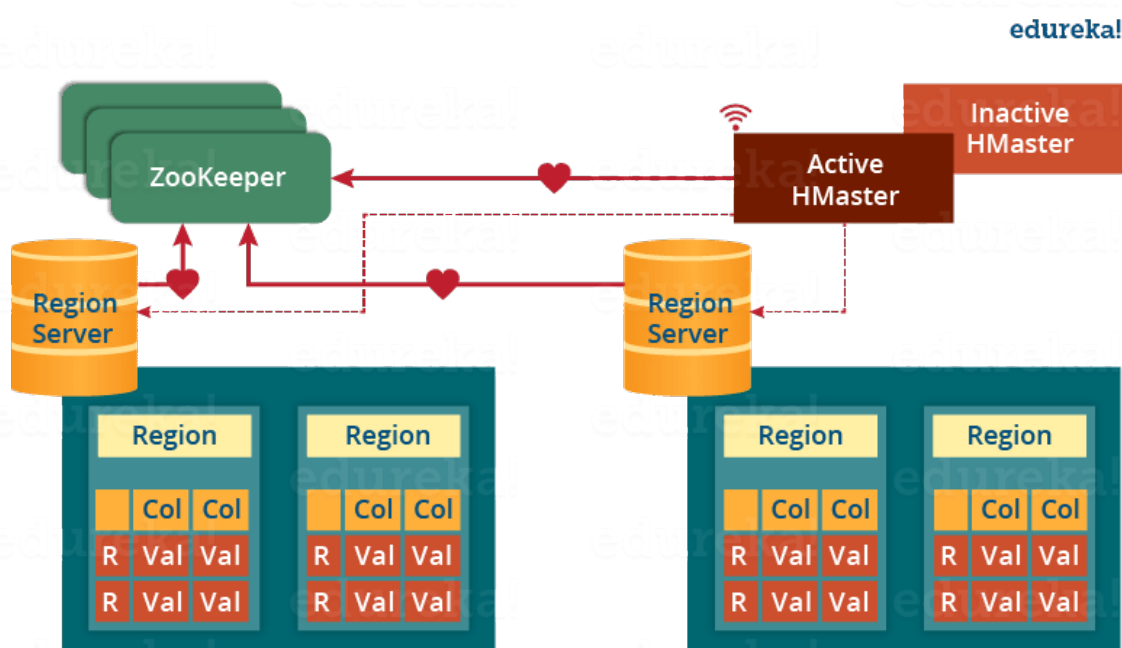 edureka!
Inactive
HMaster
Active
HMaster
ZooKeeper
Region
Server
Region
Server
Region
Region
Region
Region
Col Col
Col Col
Col Col
Col Col
R Val Val
R Val Val
R Val Val
R Val Val
R Val Val
R Val Val
R Val Val
R Val Val